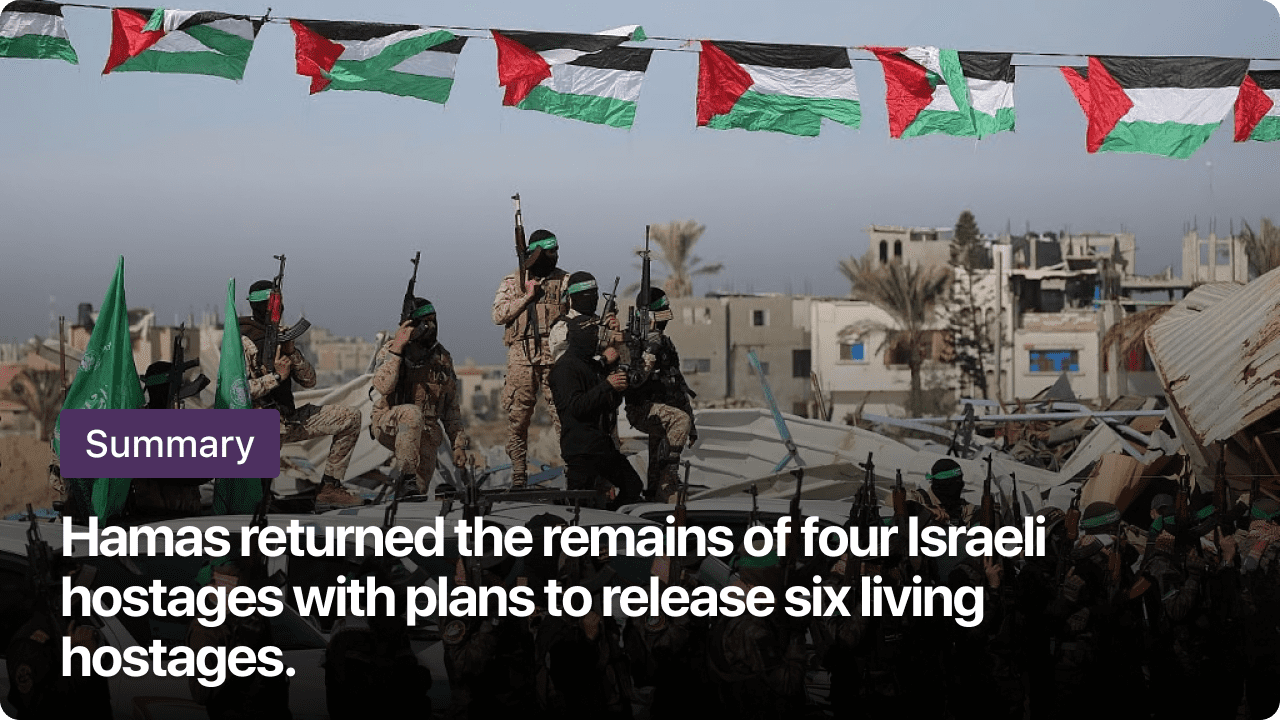 Summary
Hamas returned the remains of four Israeli
hostages with plans to release six living
hostages.